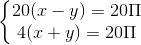 20(x − y) = 20Π
4(x + y) = 20Π